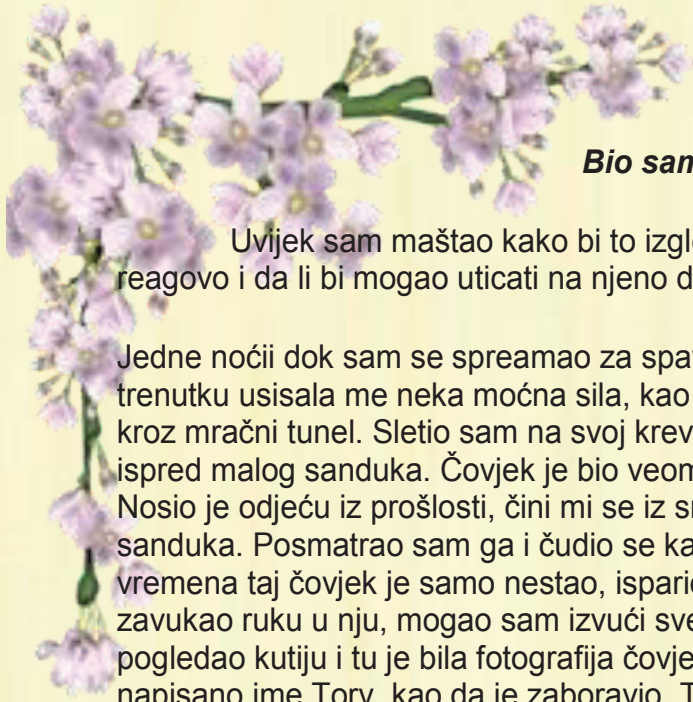 Bio sam
Uvijek sam maštao kako bi to izgl
reagovo i da li bi mogao uticati na njeno d
Jedne noćii dok sam se spreamao za spa
trenutku usisala me neka moćna sila, kao
kroz mračni tunel. Sletio sam na svoj krev
ispred malog sanduka. Čovjek je bio veom
Nosio je odjeću iz prošlosti, čini mi se iz s
sanduka. Posmatrao sam ga i čudio se ka
vremena taj čovjek je samo nestao, ispari
zavukao ruku u nju, mogao sam izvući sve
pogledao kutiju i tu je bila fotografija čovje
napisano ime Tory, kao da je zaboravio. T